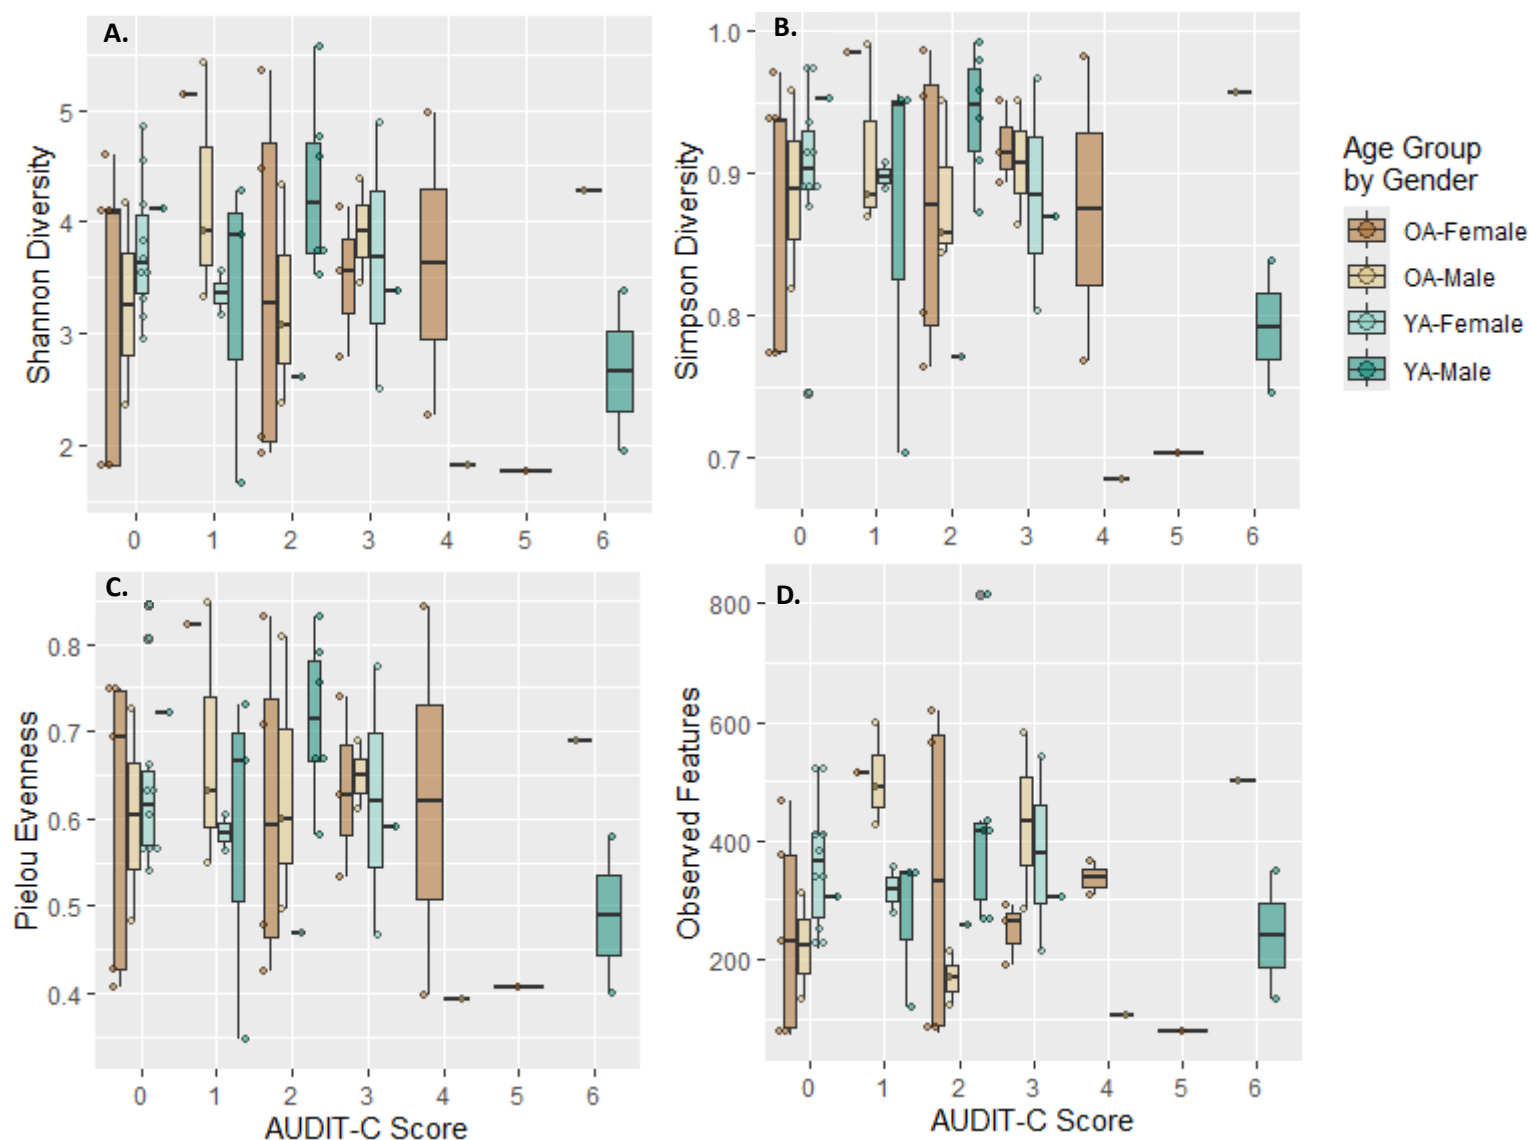 A.
Shannon Diversity
5
4
3
2
0 1 2 3 4 5 6
B.
Simpson Diversity
1.0
0.9
0.8
0.7
0 1 2 3 4 5 6
Age Group
by Gender
OA-Female
OA-Male
YA-Female
YA-Male
C.
Pielou Evenness
0.8
0.7
0.6
0.5
0.4
0 1 2 3 4 5 6
AUDIT-C Score
D.
Observed Features
800
600
400
200
0 1 2 3 4 5 6
AUDIT-C Score